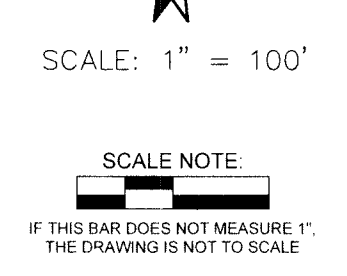 SCALE: 1" = 100'
SCALE NOTE:
IF THIS BAR DOES NOT MEASURE 1",
THE DRAWING IS NOT TO SCALE